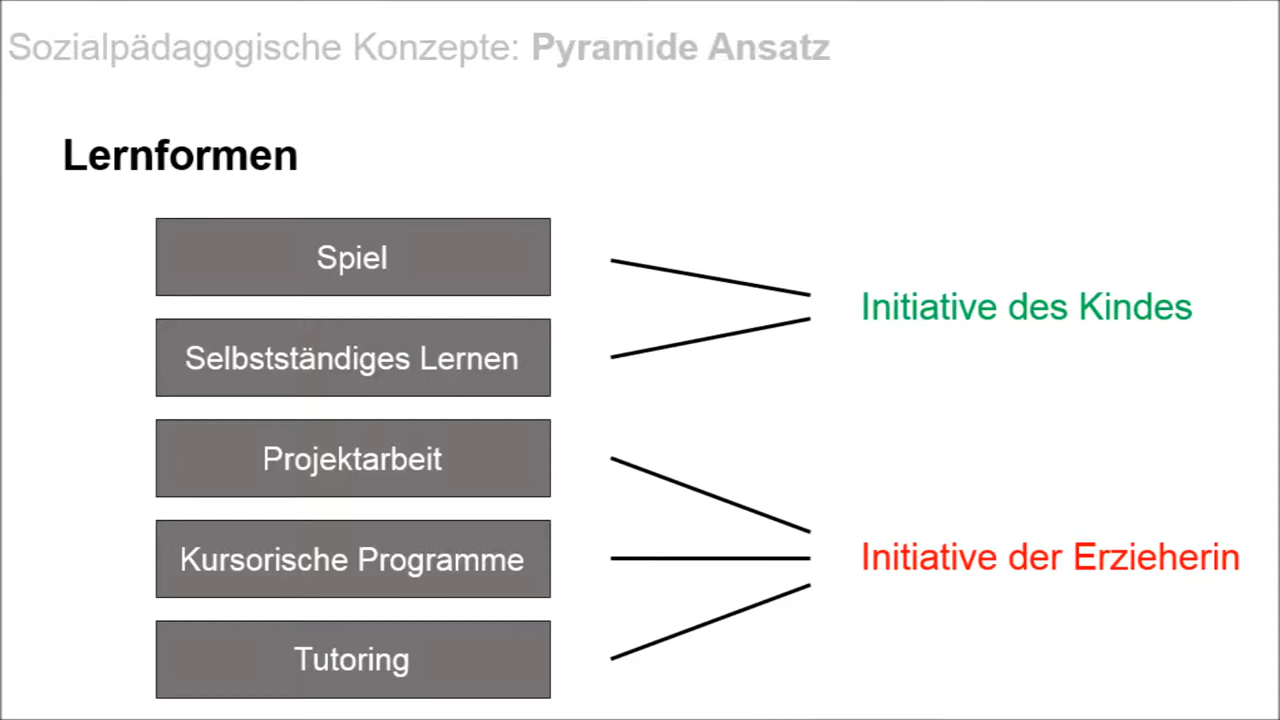 Sozialpädagogische Konzepte: Pyramide Ansatz
Lernformen
Spiel
Selbstständiges Lernen
Initiative des Kindes
Projektarbeit
Kursorische Programme
Tutoring
Initiative der Erzieherin